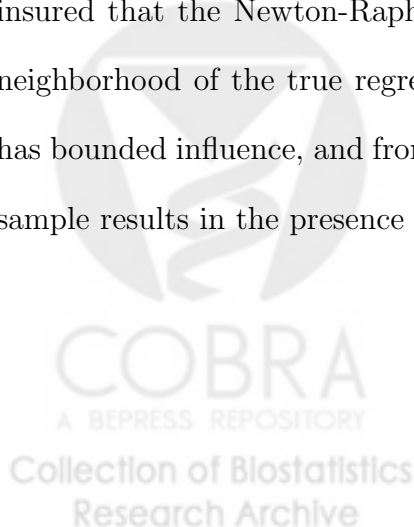 insured that the Newton-Raph
neighborhood of the true regre
has bounded influence, and fron
sample results in the presence
COBRA
A BEPRESS REPOSITORY
Collection of Biostatistics
Research Archive